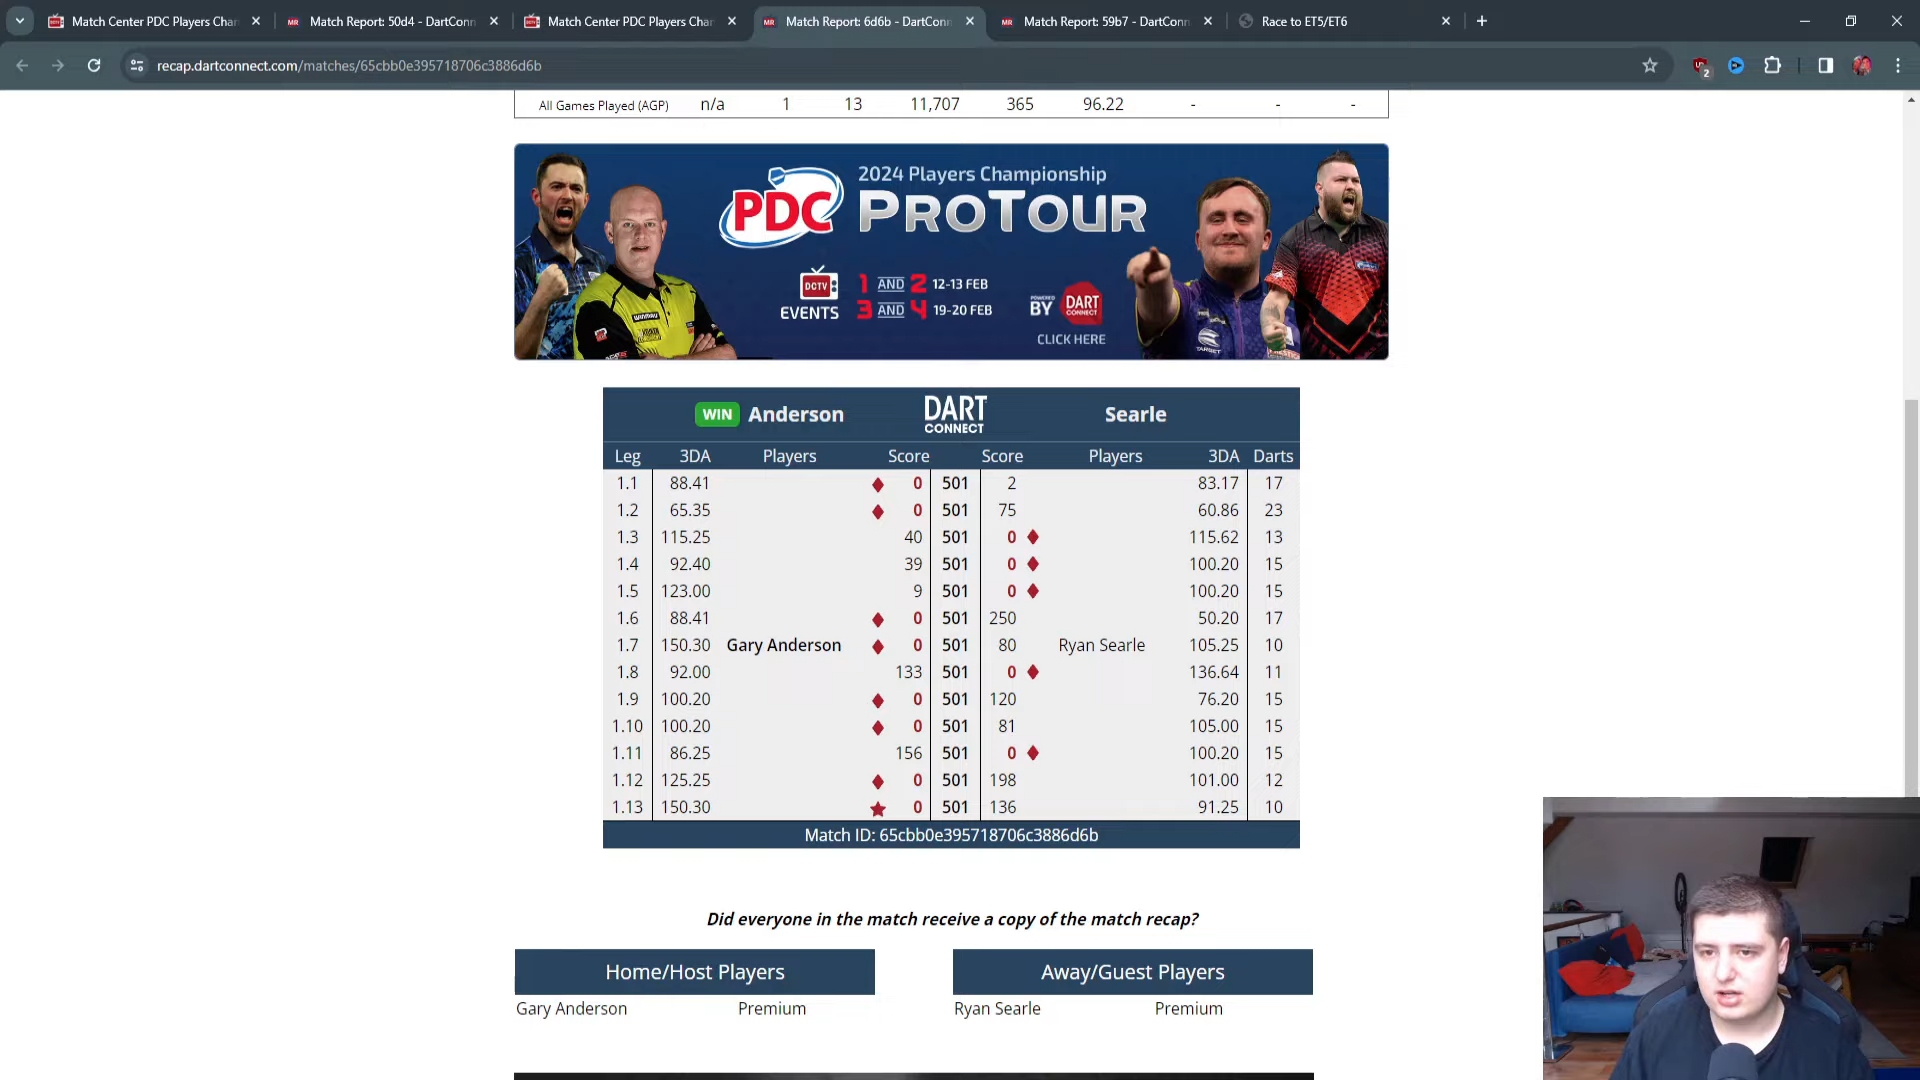 Match Center PDC Players Char
Match Report: 50d4 - DartConn
Match Center PDC Players Char
Match Report: 6d6b - DartConn
Match Report: 59b7 - DartConn
Race to ET5/ET6
recap.dartconnect.com/matches/65cbb0e395718706c3886d6b
2
All Games Played (AGP) n/a 1 13 11,707 365 96.22 - - -
2024 Players Championship
PDC PROTOUR
DCTV EVENTS
1 AND 2 12-13 FEB
3 AND 4 19-20 FEB
POWERED BY DART CONNECT
CLICK HERE
WIN Anderson DART CONNECT Searle
Leg 3DA Players Score Score Players 3DA Darts
1.1 88.41 0 501 2 83.17 17
1.2 65.35 0 501 75 60.86 23
1.3 115.25 40 501 0 115.62 13
1.4 92.40 39 501 0 100.20 15
1.5 123.00 9 501 0 100.20 15
1.6 88.41 0 501 250 50.20 17
1.7 150.30 Gary Anderson 0 501 80 Ryan Searle 105.25 10
1.8 92.00 133 501 0 136.64 11
1.9 100.20 0 501 120 76.20 15
1.10 100.20 0 501 81 105.00 15
1.11 86.25 156 501 0 100.20 15
1.12 125.25 0 501 198 101.00 12
1.13 150.30 0 501 136 91.25 10
Match ID: 65cbb0e395718706c3886d6b
Did everyone in the match receive a copy of the match recap?
Home/Host Players
Gary Anderson Premium
Away/Guest Players
Ryan Searle Premium